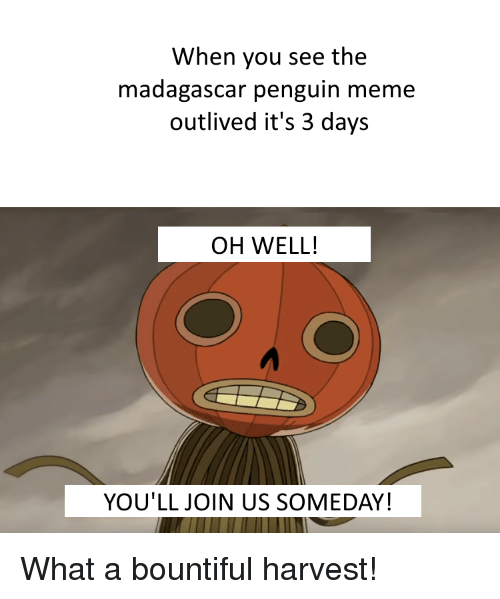 When you see the
madagascar penguin meme
outlived it's 3 days
OH WELL!
YOU'LL JOIN US SOMEDAY!
What a bountiful harvest!